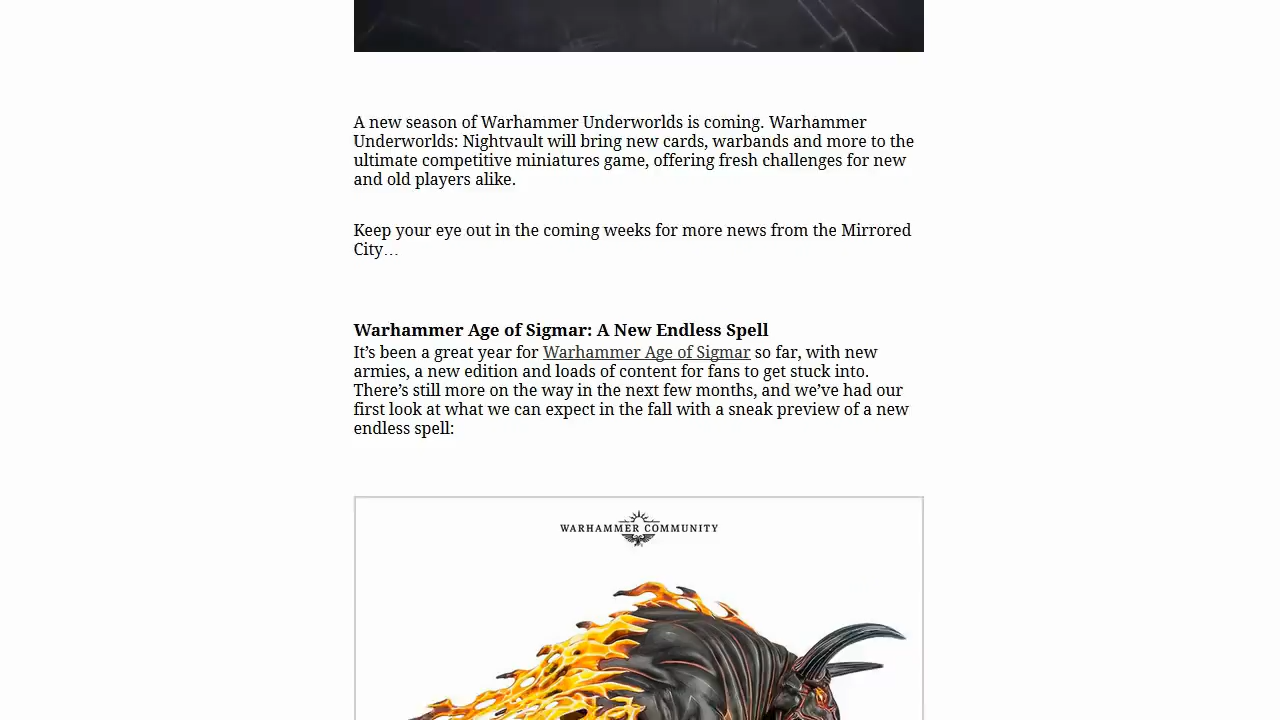 A new season of Warhammer Underworlds is coming. Warhammer
Underworlds: Nightvault will bring new cards, warbands and more to the
ultimate competitive miniatures game, offering fresh challenges for new
and old players alike.
Keep your eye out in the coming weeks for more news from the Mirrored
City…
Warhammer Age of Sigmar: A New Endless Spell
It’s been a great year for Warhammer Age of Sigmar so far, with new
armies, a new edition and loads of content for fans to get stuck into.
There’s still more on the way in the next few months, and we’ve had our
first look at what we can expect in the fall with a sneak preview of a new
endless spell:
WARHAMMER COMMUNITY